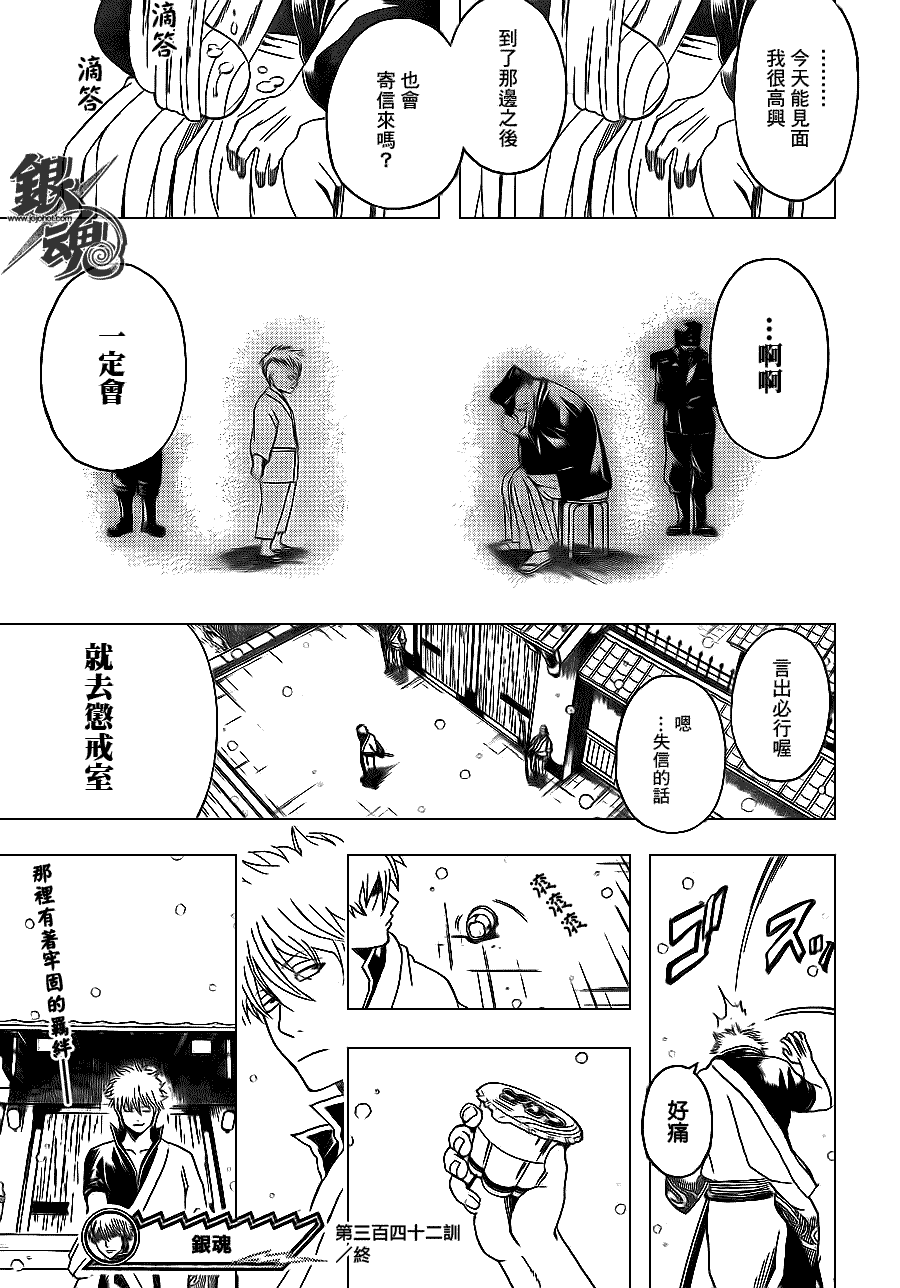 ………
今天能見面
我很高興
到了那邊之後
也會
寄信來嗎？
滴答
滴答
銀魂
www.jojohot.com
…啊啊
一定會
言出必行喔
嗯
…失信的話
就去懲戒室
ゴスッ
好痛
滾滾滾
那裡有著牢固的羈絆
銀魂
第三百四十二訓
／終